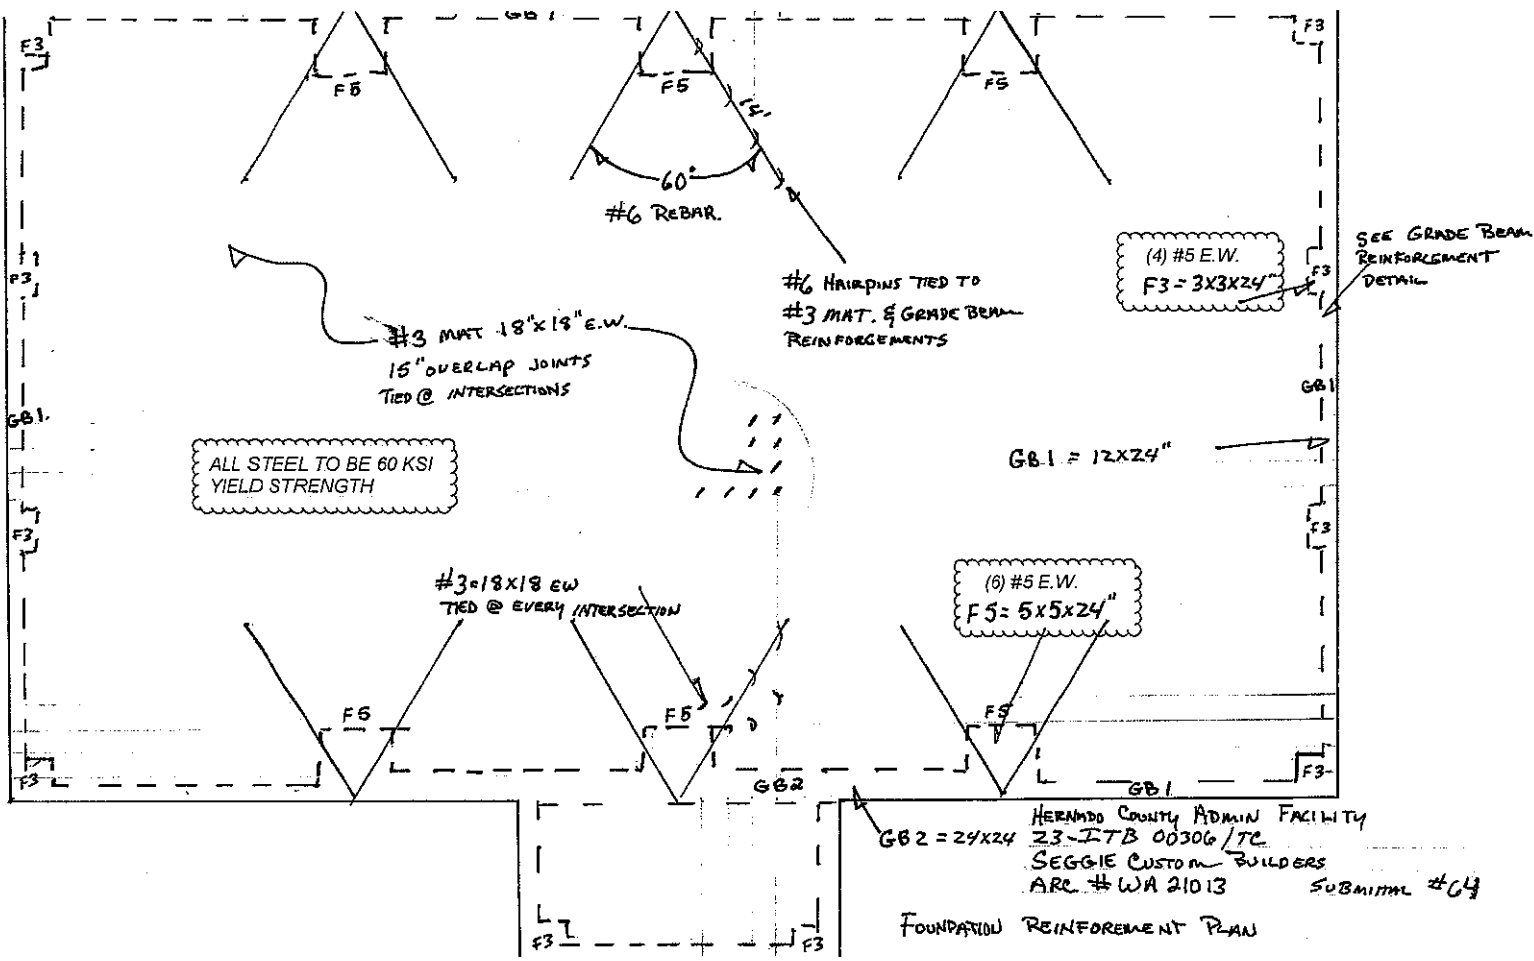 GB1
F3
F3
F5
F5
F5
14'
60°
#6 REBAR.
#6 HAIRPINS TIED TO
#3 MAT. & GRADE BEAM
REINFORGEMENTS
(4) #5 E.W.
F3 = 3X3X24"
SEE GRADE BEAM
REINFORCEMENT
DETAIL
F3
F3
#3 MAT 18"X18" E.W.
15" OVERLAP JOINTS
TIED @ INTERSECTIONS
GB1.
GB1
ALL STEEL TO BE 60 KSI
YIELD STRENGTH
GB1 = 12X24"
F3
F3
#3=18X18 EW
TIED @ EVERY INTERSECTION
(6) #5 E.W.
F5 = 5X5X24"
F5
F5
F5
F3
F3-
GB2
GB1
GB2 = 24X24
HERNADO COUNTY ADMIN FACILITY
23-ITB 00306/TC
SEGGIE CUSTOM BUILDERS
ARC # WA 21013
SUBMITTAL #64
F3
F3
FOUNDATION REINFOREMENT PLAN